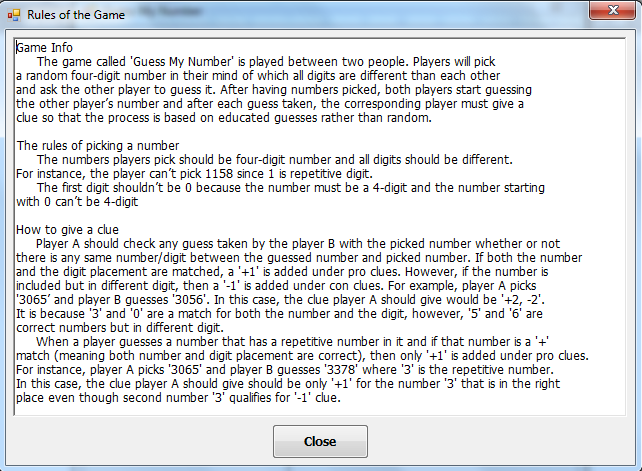 Rules of the Game
Game Info
The game called 'Guess My Number' is played between two people. Players will pick
a random four-digit number in their mind of which all digits are different than each other
and ask the other player to guess it. After having numbers picked, both players start guessing
the other player’s number and after each guess taken, the corresponding player must give a
clue so that the process is based on educated guesses rather than random.
The rules of picking a number
The numbers players pick should be four-digit number and all digits should be different.
For instance, the player can’t pick 1158 since 1 is repetitive digit.
The first digit shouldn’t be 0 because the number must be a 4-digit and the number starting
with 0 can’t be 4-digit
How to give a clue
Player A should check any guess taken by the player B with the picked number whether or not
there is any same number/digit between the guessed number and picked number. If both the number
and the digit placement are matched, a '+1' is added under pro clues. However, if the number is
included but in different digit, then a '-1' is added under con clues. For example, player A picks
'3065’ and player B guesses '3056'. In this case, the clue player A should give would be '+2, -2'.
It is because '3' and '0' are a match for both the number and the digit, however, '5' and '6' are
correct numbers but in different digit.
When a player guesses a number that has a repetitive number in it and if that number is a '+'
match (meaning both number and digit placement are correct), then only '+1' is added under pro clues.
For instance, player A picks '3065' and player B guesses '3378' where '3' is the repetitive number.
In this case, the clue player A should give should be only '+1' for the number '3' that is in the right
place even though second number '3' qualifies for '-1' clue.
Close